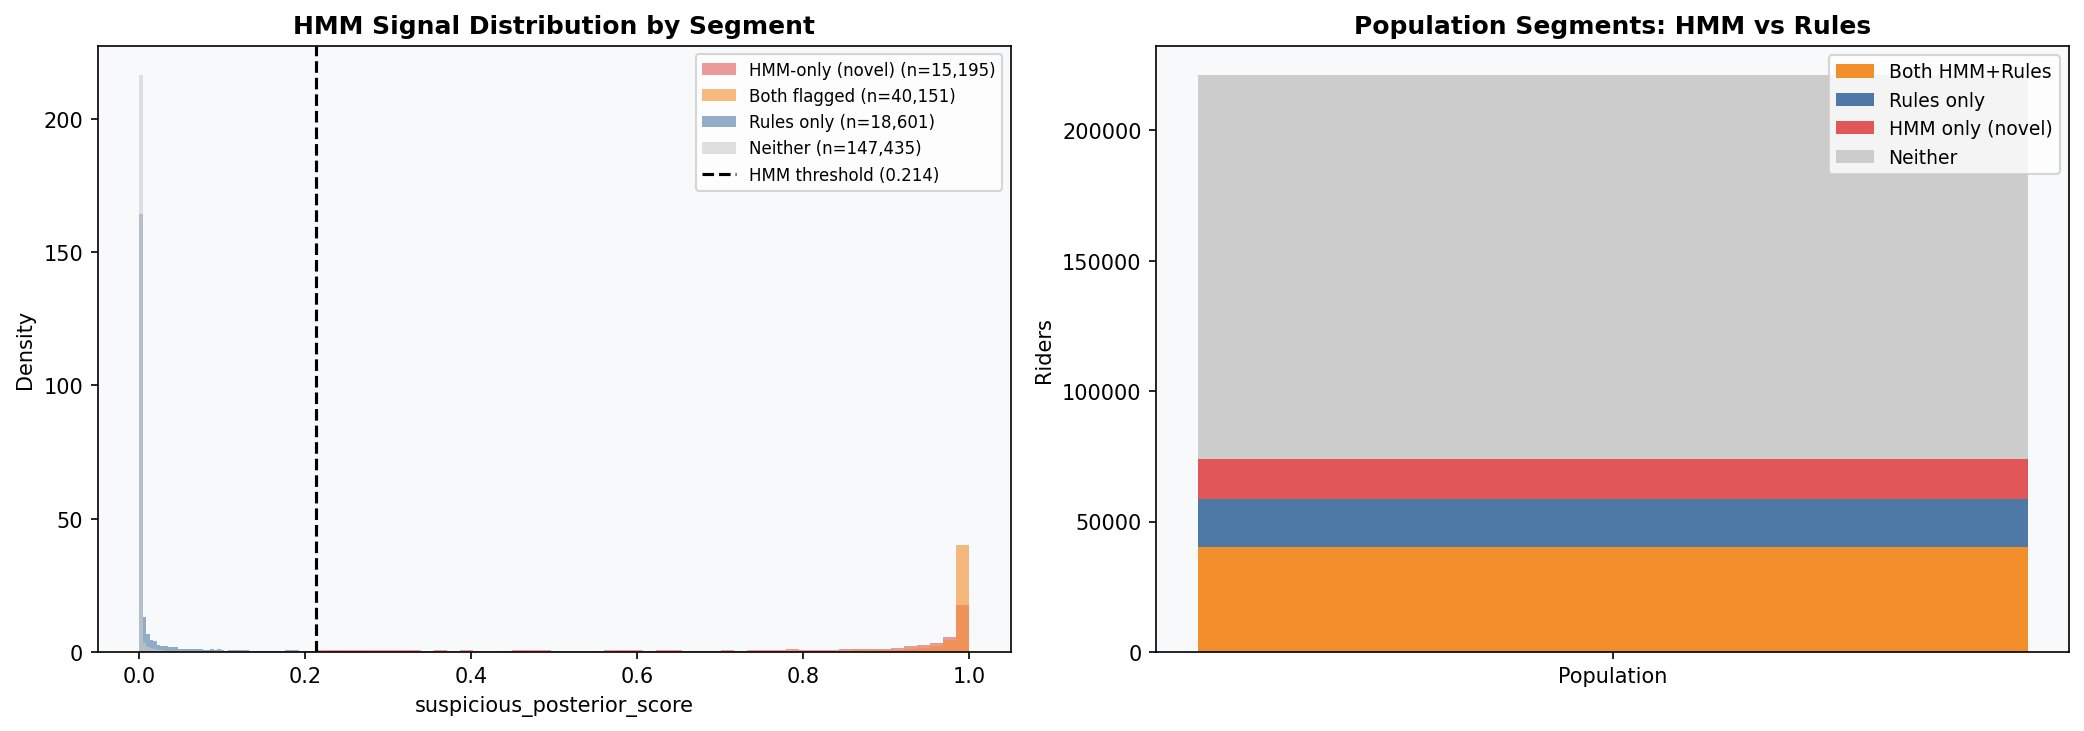 HMM Signal Distribution by Segment
HMM-only (novel) (n=15,195)
Both flagged (n=40,151)
Rules only (n=18,601)
Neither (n=147,435)
HMM threshold (0.214)
Density
200
150
100
50
0
0.0
0.2
0.4
0.6
0.8
1.0
suspicious_posterior_score
Population Segments: HMM vs Rules
Both HMM+Rules
Rules only
HMM only (novel)
Neither
Riders
200000
150000
100000
50000
0
Population